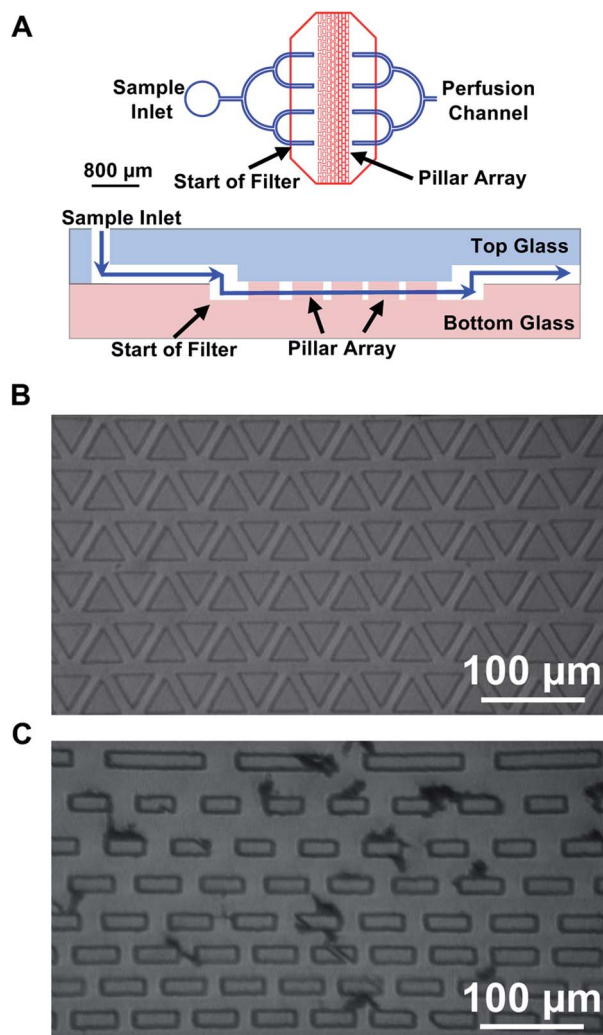 A
Sample
Inlet
Perfusion
Channel
800 µm
Start of Filter
Pillar Array
Sample Inlet
Top Glass
Start of Filter
Pillar Array
Bottom Glass
B
100 µm
C
100 µm